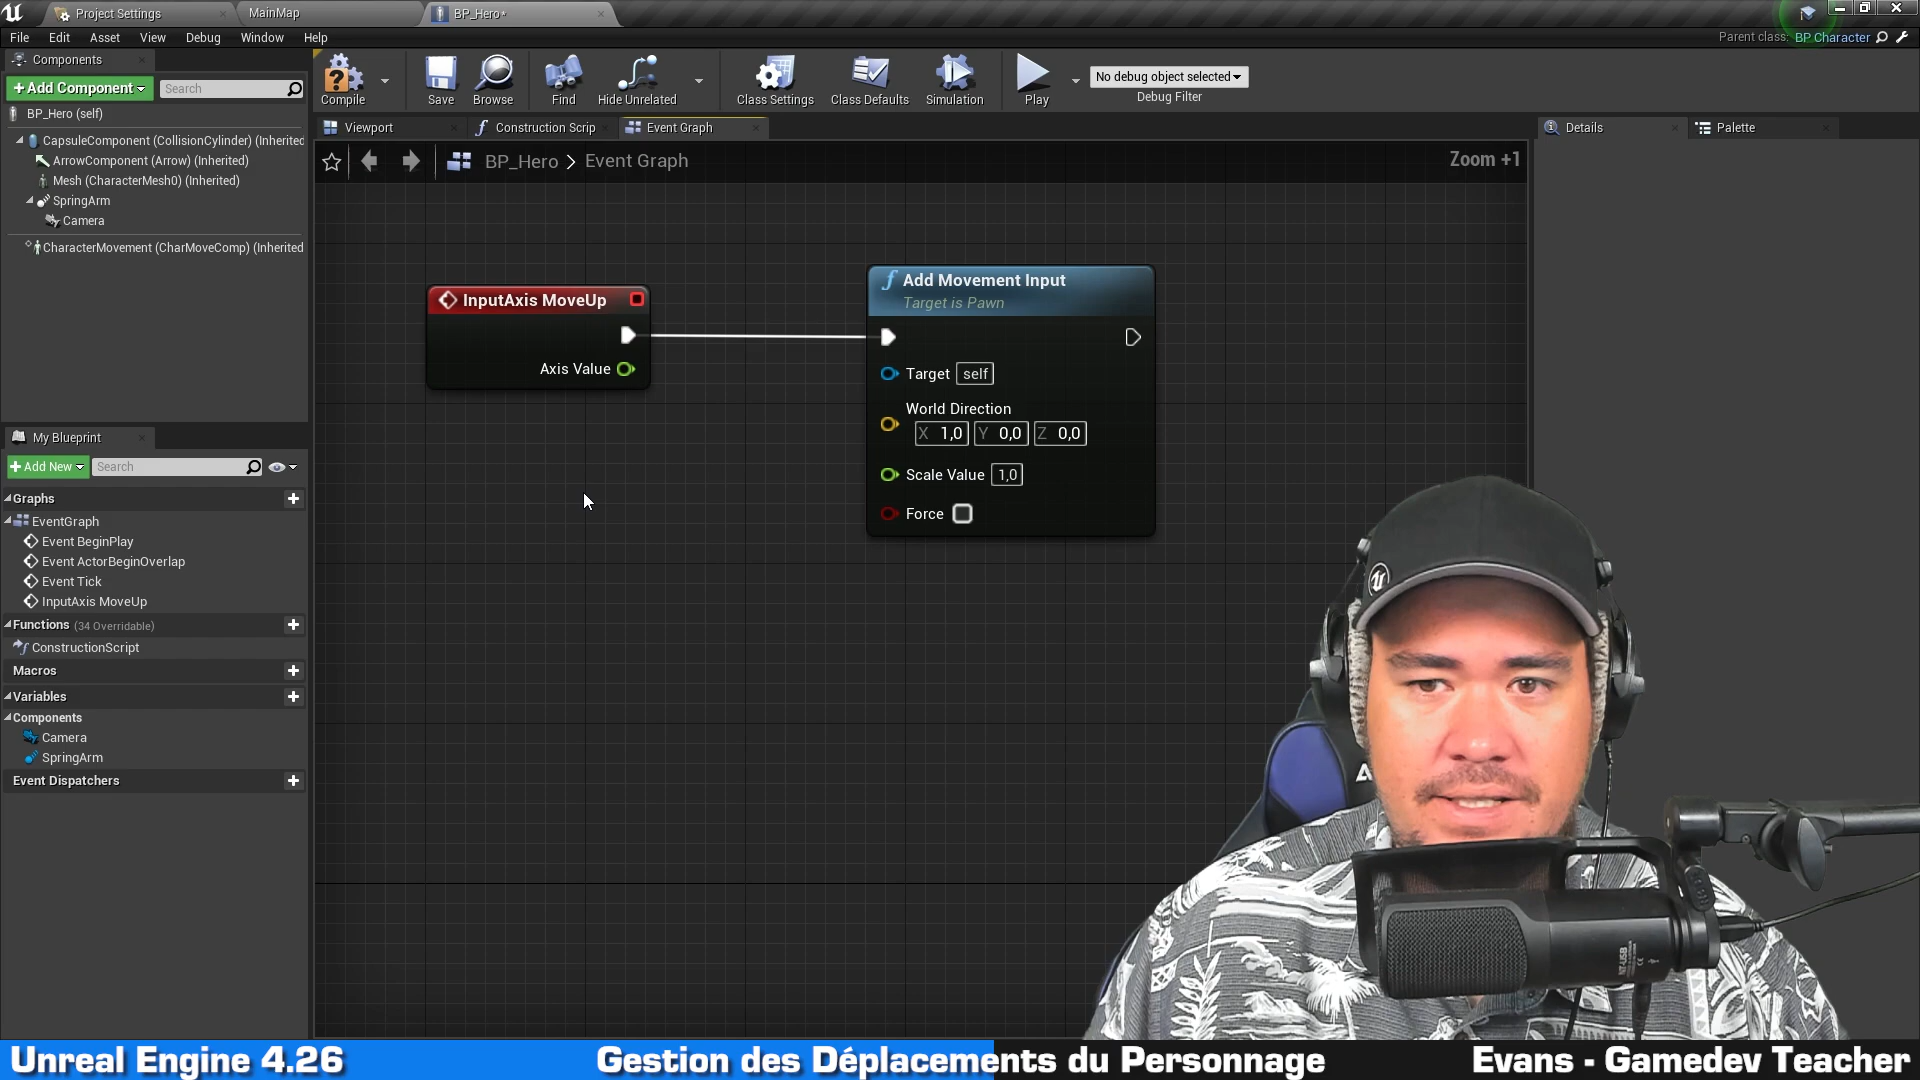 Project Settings
MainMap
BP_Hero*
File Edit Asset View Debug Window Help
Parent class: BP Character
Components
+Add Component
Search
BP_Hero (self)
CapsuleComponent (CollisionCylinder) (Inherited
ArrowComponent (Arrow) (Inherited)
Mesh (CharacterMesh0) (Inherited)
SpringArm
Camera
CharacterMovement (CharMoveComp) (Inherited
Compile
Save
Browse
Find
Hide Unrelated
Class Settings
Class Defaults
Simulation
Play
No debug object selected
Debug Filter
Viewport
Construction Scrip
Event Graph
Details
Palette
BP_Hero > Event Graph
Zoom +1
InputAxis MoveUp
Axis Value
Add Movement Input
Target is Pawn
Target self
World Direction
X 1,0 Y 0,0 Z 0,0
Scale Value 1,0
Force
My Blueprint
+Add New
Search
Graphs
EventGraph
Event BeginPlay
Event ActorBeginOverlap
Event Tick
InputAxis MoveUp
Functions (34 Overridable)
ConstructionScript
Macros
Variables
Components
Camera
SpringArm
Event Dispatchers
Unreal Engine 4.26
Gestion des Déplacements du Personnage
Evans - Gamedev Teacher